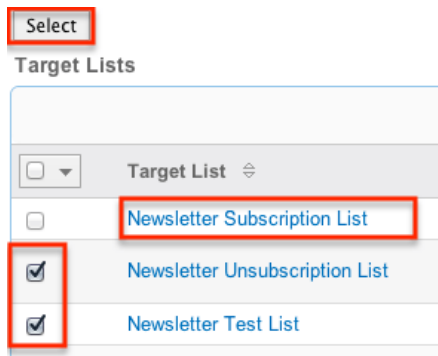 Select
Target Lists
Target List
Newsletter Subscription List
Newsletter Unsubscription List
Newsletter Test List